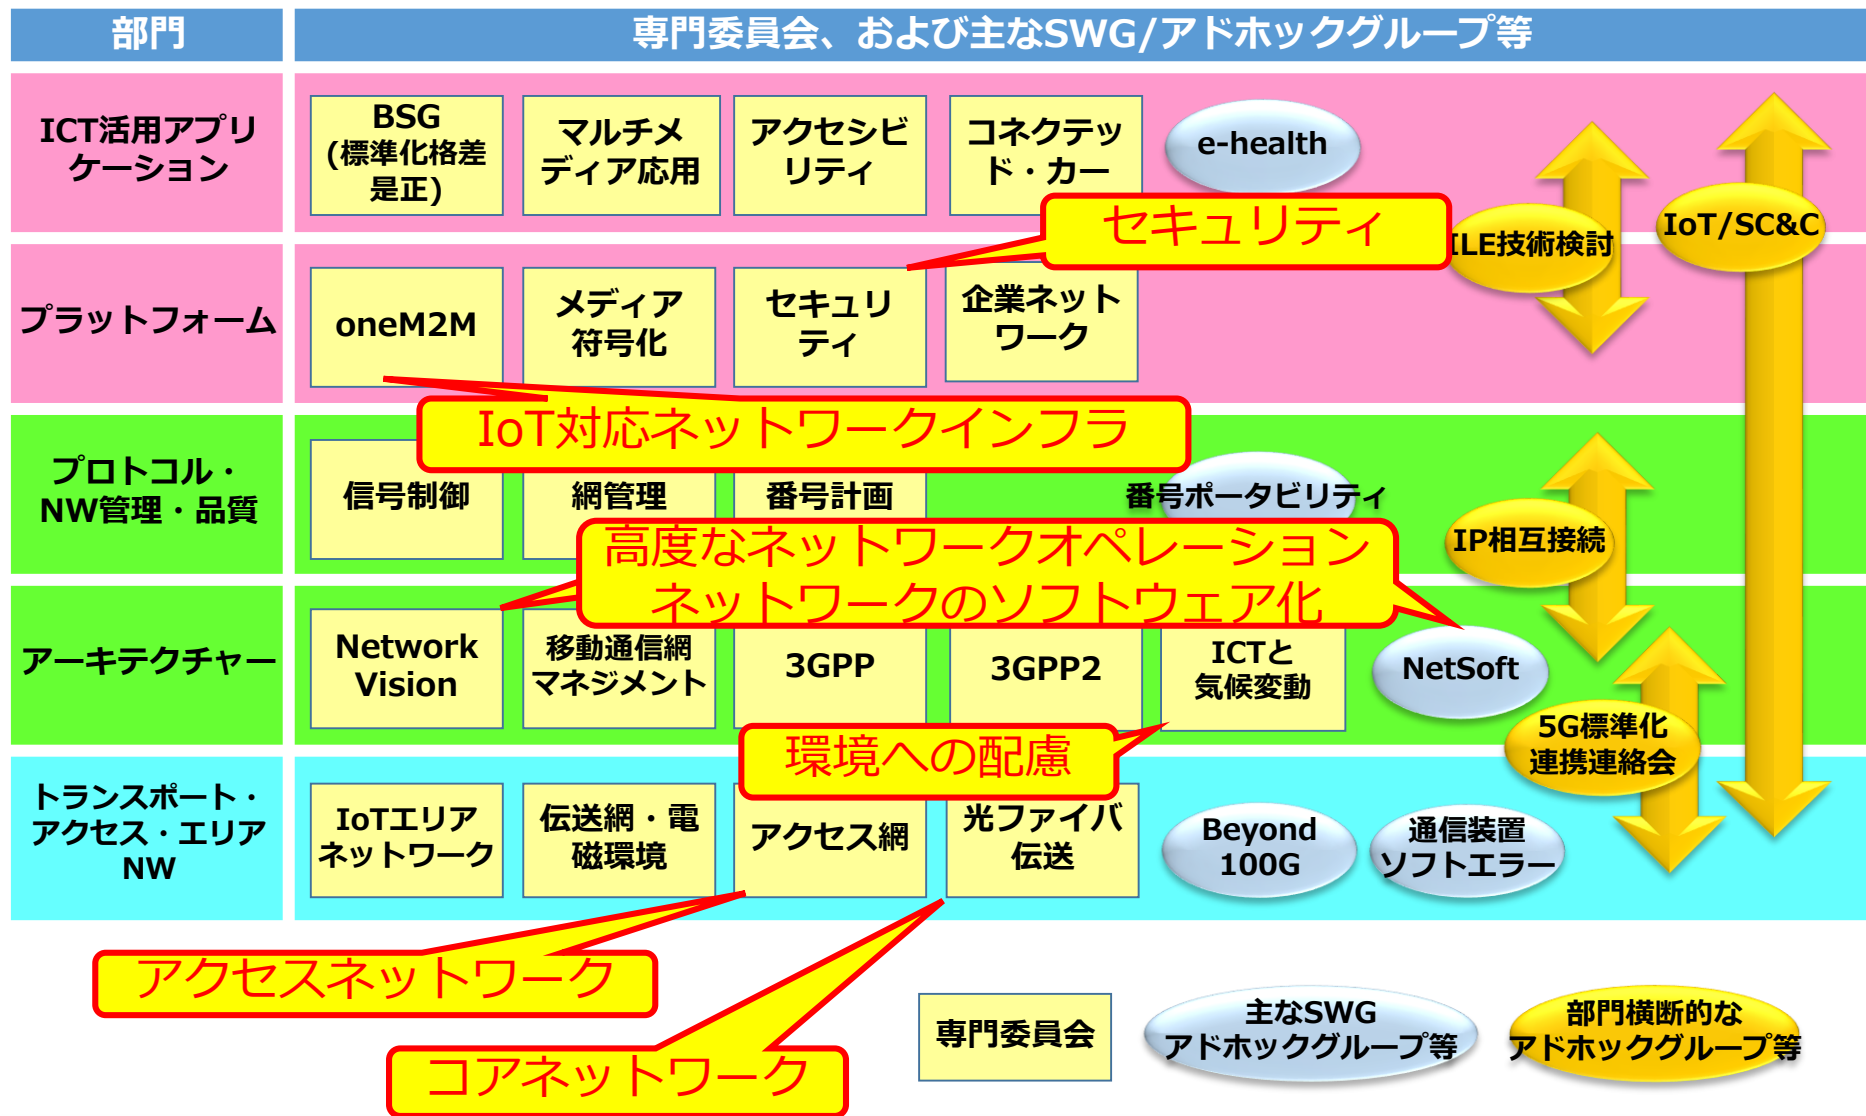 部門
専門委員会、および主なSWG/アドホックグループ等
ICT活用アプリ
ケーション
BSG
(標準化格差
是正)
マルチメ
ディア応用
アクセシビ
リティ
コネクテッ
ド・カー
e-health
セキュリティ
ILE技術検討
IoT/SC&C
プラットフォーム
oneM2M
メディア
符号化
セキュリ
ティ
企業ネット
ワーク
IoT対応ネットワークインフラ
プロトコル・
NW管理・品質
信号制御
網管理
番号計画
番号ポータビリティ
IP相互接続
高度なネットワークオペレーション
ネットワークのソフトウェア化
アーキテクチャー
Network
Vision
移動通信網
マネジメント
3GPP
3GPP2
ICTと
気候変動
NetSoft
5G標準化
連携連絡会
環境への配慮
トランスポート・
アクセス・エリア
NW
IoTエリア
ネットワーク
伝送網・電
磁環境
アクセス網
光ファイバ
伝送
Beyond
100G
通信装置
ソフトエラー
アクセスネットワーク
コアネットワーク
専門委員会
主なSWG
アドホックグループ等
部門横断的な
アドホックグループ等